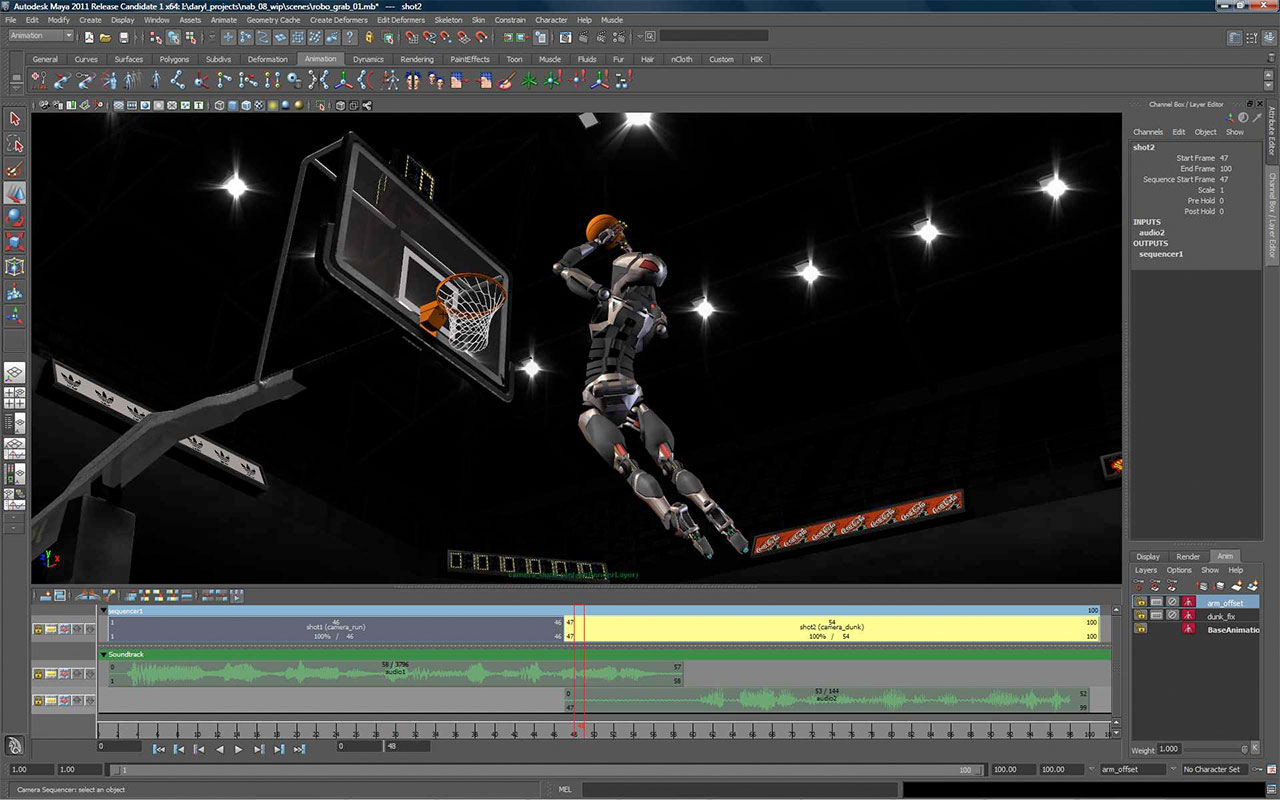 Autodesk Maya 2011 Release Candidate 1 x64: I:\daryl_projects\nab_08_wip\scenes\robo_grab_01.mb* --- shot2
File Edit Modify Create Display Window Assets Animate Geometry Cache Create Deformers Edit Deformers Skeleton Skin Constrain Character Help Muscle
Animation
General Curves Surfaces Polygons Subdivs Deformation Animation Dynamics Rendering PaintEffects Toon Muscle Fluids Fur Hair nCloth Custom HIK
Channel Box / Layer Editor
Channels Edit Object Show
shot2
Start Frame 47
End Frame 100
Sequence Start Frame 47
Scale 1
Pre Hold 0
Post Hold 0
INPUTS
audio2
OUTPUTS
sequencer1
Attribute Editor
Channel Box / Layer Editor
Display Render Anim
Layers Options Show Help
arm_offset
dunk_fix
BaseAnimatio
Weight 1.000
sequencer1 100
1 46 46 47 54 100
shot1 (camera_run) shot2 (camera_dunk)
1 100% / 46 46 47 100% / 54 100
Soundtrack
0 58 / 3796 57
audio1
1 58
0 53 / 144 52
audio2
47 99
0 0 48
1.00 1.00 1 100 100.00 100.00 arm_offset No Character Set
Camera Sequencer: select an object MEL